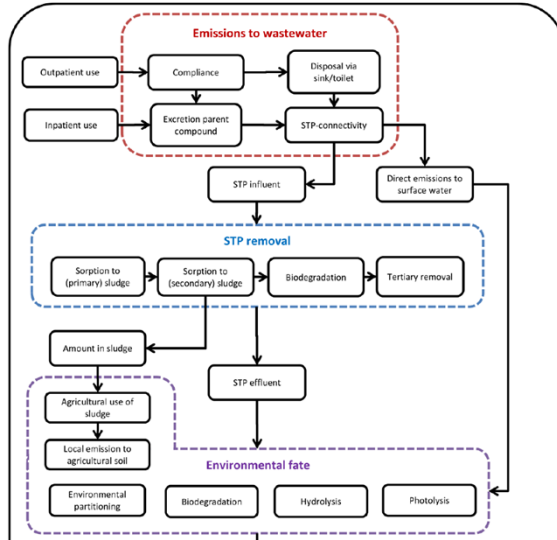 Emissions to wastewater
Outpatient use
Compliance
Disposal via
sink/toilet
Inpatient use
Excretion parent
compound
STP-connectivity
STP influent
Direct emissions to
surface water
STP removal
Sorption to
(primary) sludge
Sorption to
(secondary) sludge
Biodegradation
Tertiary removal
Amount in sludge
STP effluent
Agricultural use of
sludge
Local emission to
agricultural soil
Environmental fate
Environmental
partitioning
Biodegradation
Hydrolysis
Photolysis